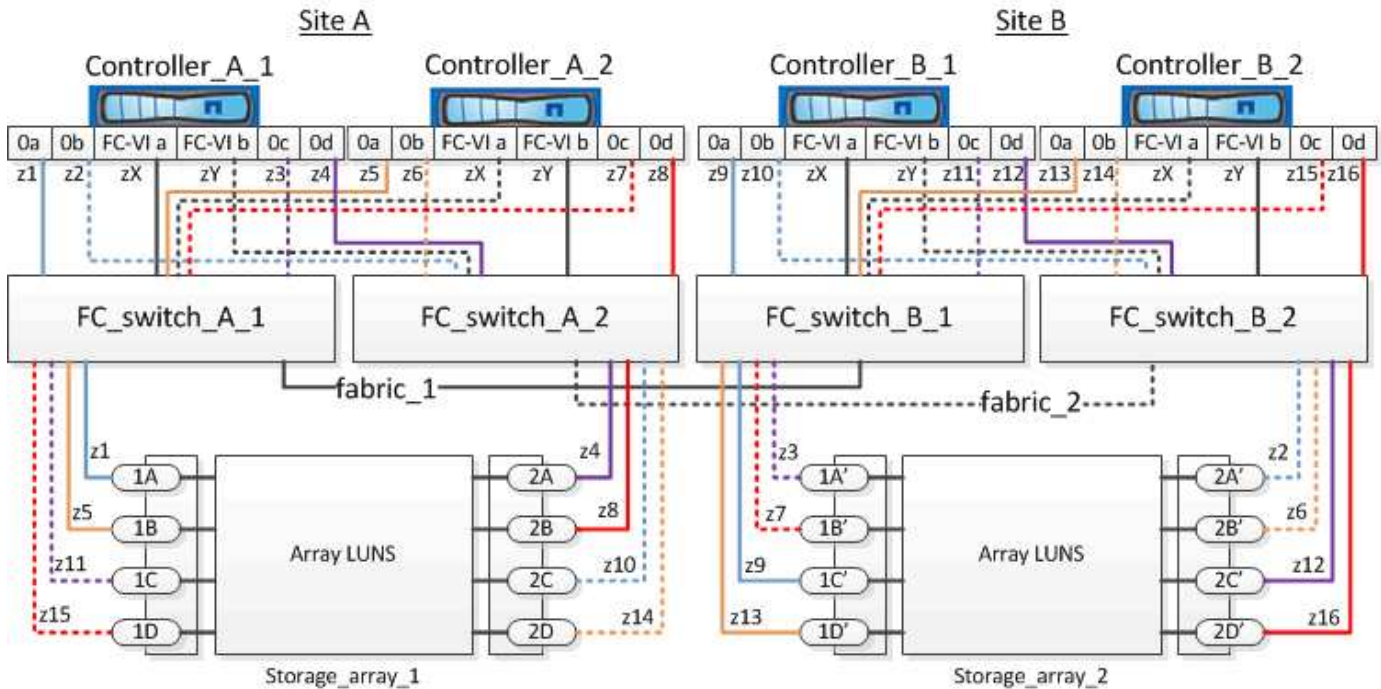 Site A
Site B
Controller_A_1
Controller_A_2
Controller_B_1
Controller_B_2
0a 0b FC-VI a FC-VI b 0c 0d 0a 0b FC-VI a FC-VI b 0c 0d 0a 0b FC-VI a FC-VI b 0c 0d 0a 0b FC-VI a FC-VI b 0c 0d
z1 z2 zX zY z3 z4 z5 z6 zX zY z7 z8 z9 z10 zX zY z11 z12 z13 z14 zX zY z15 z16
FC_switch_A_1
FC_switch_A_2
FC_switch_B_1
FC_switch_B_2
fabric_1
fabric_2
z1 z4 z3 z2
1A 2A 1A' 2A'
z5 z8 z7 z6
1B 2B 1B' 2B'
Array LUNS
Array LUNS
z11 z10 z9 z12
1C 2C 1C' 2C'
z15 z14 z13 z16
1D 2D 1D' 2D'
Storage_array_1
Storage_array_2